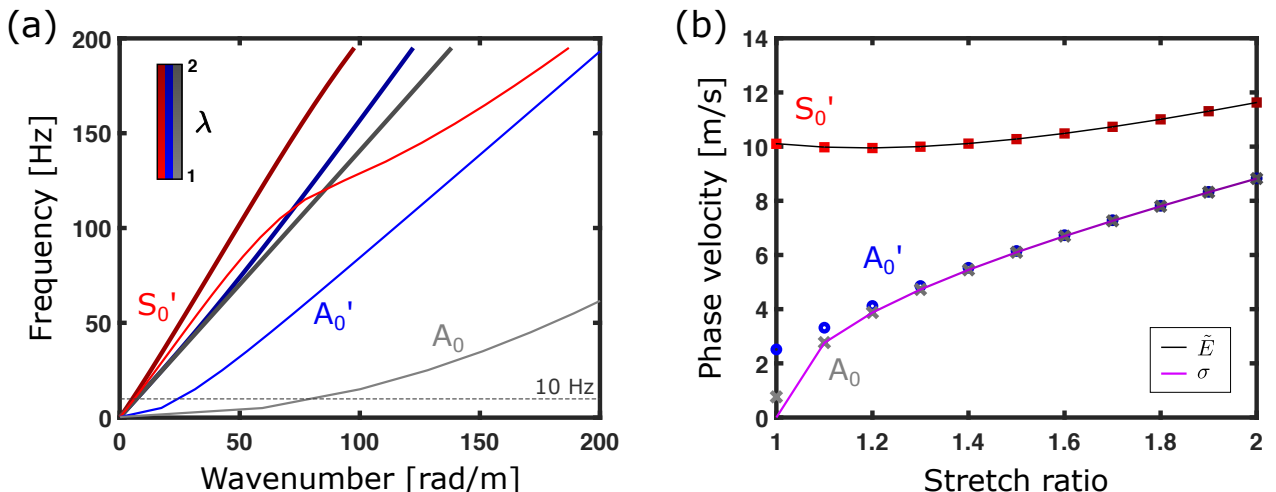 (a)
200
150
100
50
0
Frequency [Hz]
2
λ
1
S₀'
A₀'
A₀
10 Hz
0
50
100
150
200
Wavenumber [rad/m]
(b)
14
12
10
8
6
4
2
0
Phase velocity [m/s]
S₀'
A₀'
A₀
Ẽ
σ
1
1.2
1.4
1.6
1.8
2
Stretch ratio